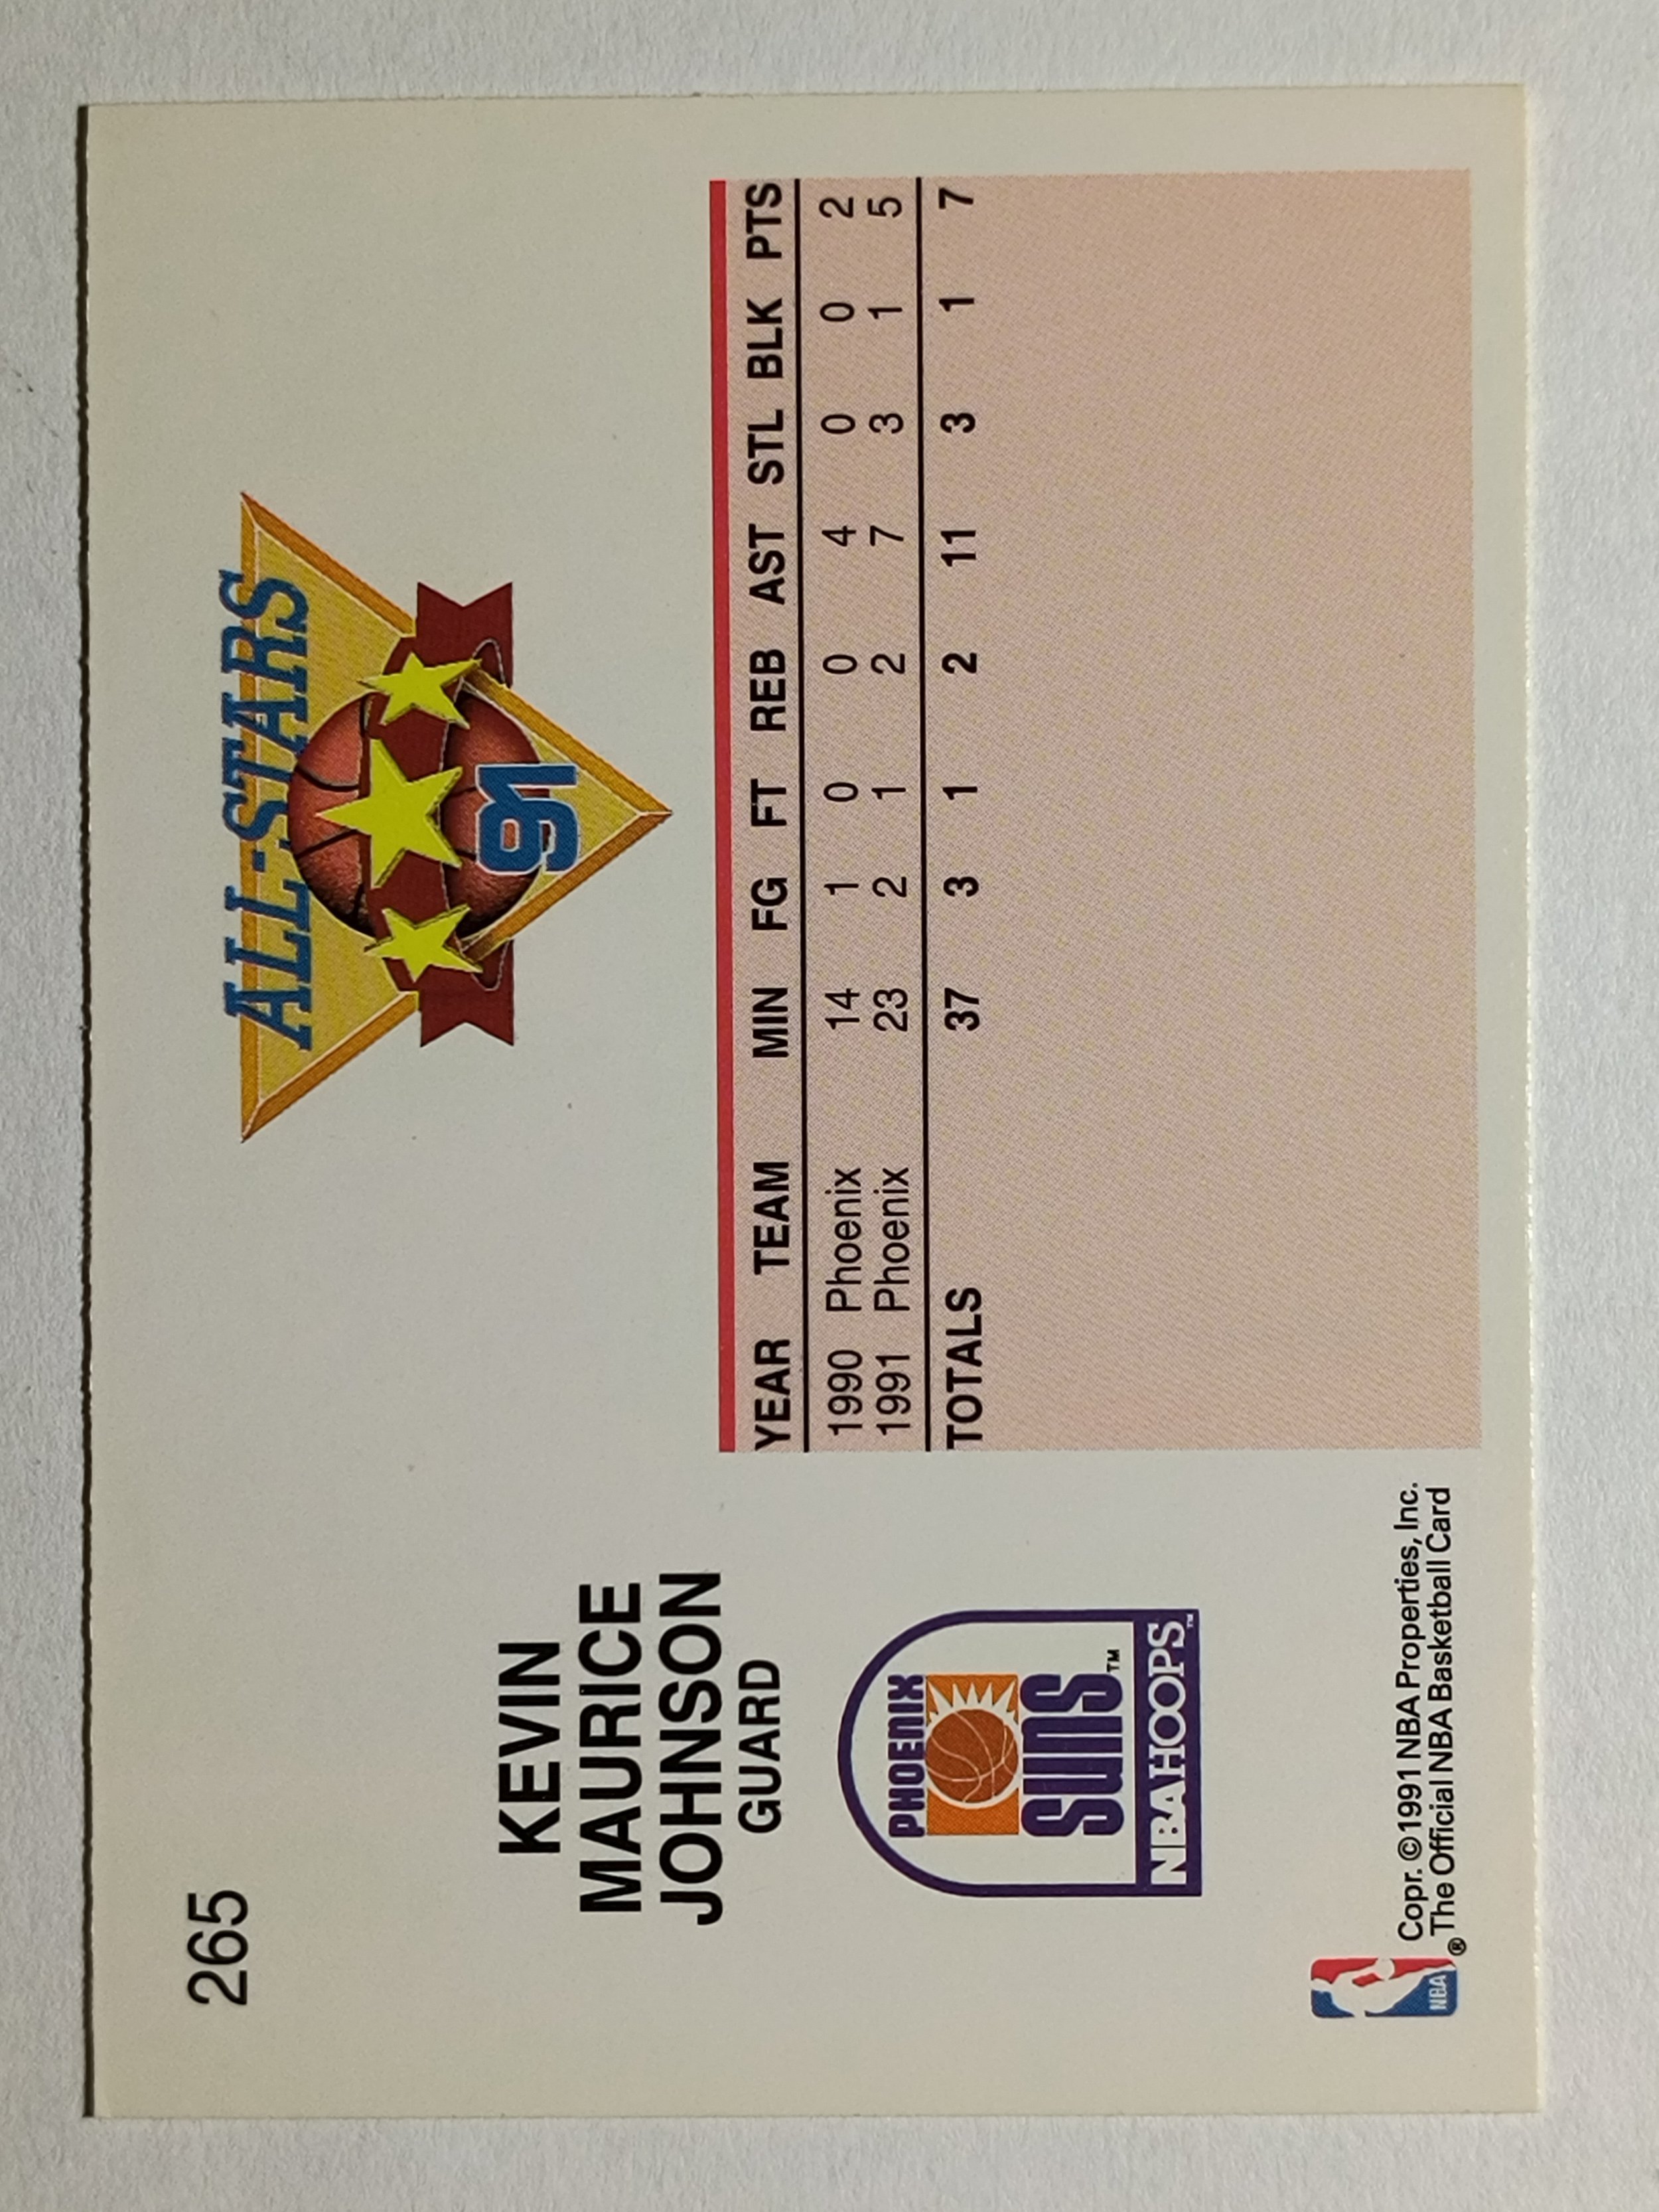 265
ALL-STARS
91
KEVIN
MAURICE
JOHNSON
GUARD
PHOENIX
SUNS™
NBA HOOPS™
YEAR TEAM MIN FG FT REB AST STL BLK PTS
1990 Phoenix 14 1 0 0 4 0 0 2
1991 Phoenix 23 2 1 2 7 3 1 5
TOTALS 37 3 1 2 11 3 1 7
NBA
®
Copr. ©1991 NBA Properties, Inc.
The Official NBA Basketball Card